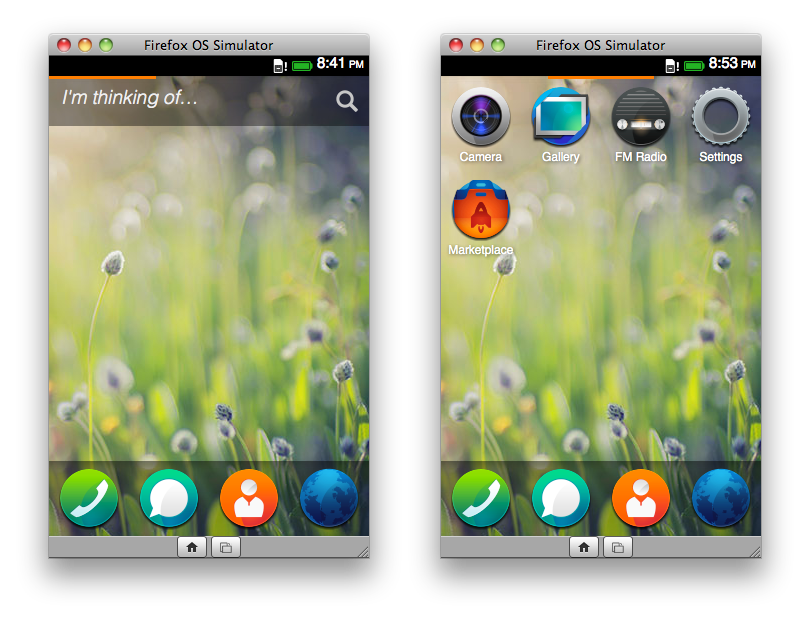 Firefox OS Simulator
8:41 PM
I'm thinking of...
Firefox OS Simulator
8:53 PM
Camera
Gallery
FM Radio
Settings
Marketplace